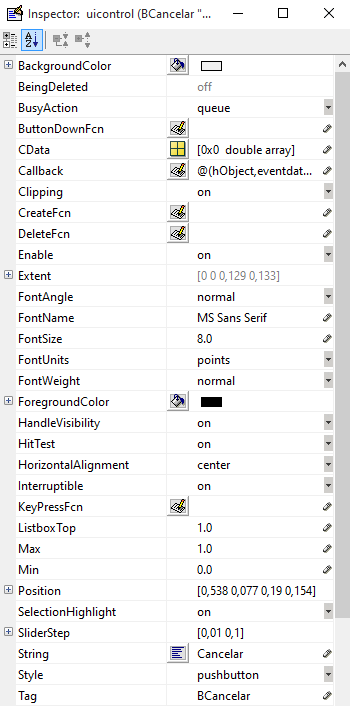 Inspector: uicontrol (BCancelar "...
BackgroundColor
BeingDeleted off
BusyAction queue
ButtonDownFcn
CData [0x0 double array]
Callback @(hObject,eventdat...
Clipping on
CreateFcn
DeleteFcn
Enable on
Extent [0 0 0,129 0,133]
FontAngle normal
FontName MS Sans Serif
FontSize 8.0
FontUnits points
FontWeight normal
ForegroundColor
HandleVisibility on
HitTest on
HorizontalAlignment center
Interruptible on
KeyPressFcn
ListboxTop 1.0
Max 1.0
Min 0.0
Position [0,538 0,077 0,19 0,154]
SelectionHighlight on
SliderStep [0,01 0,1]
String Cancelar
Style pushbutton
Tag BCancelar